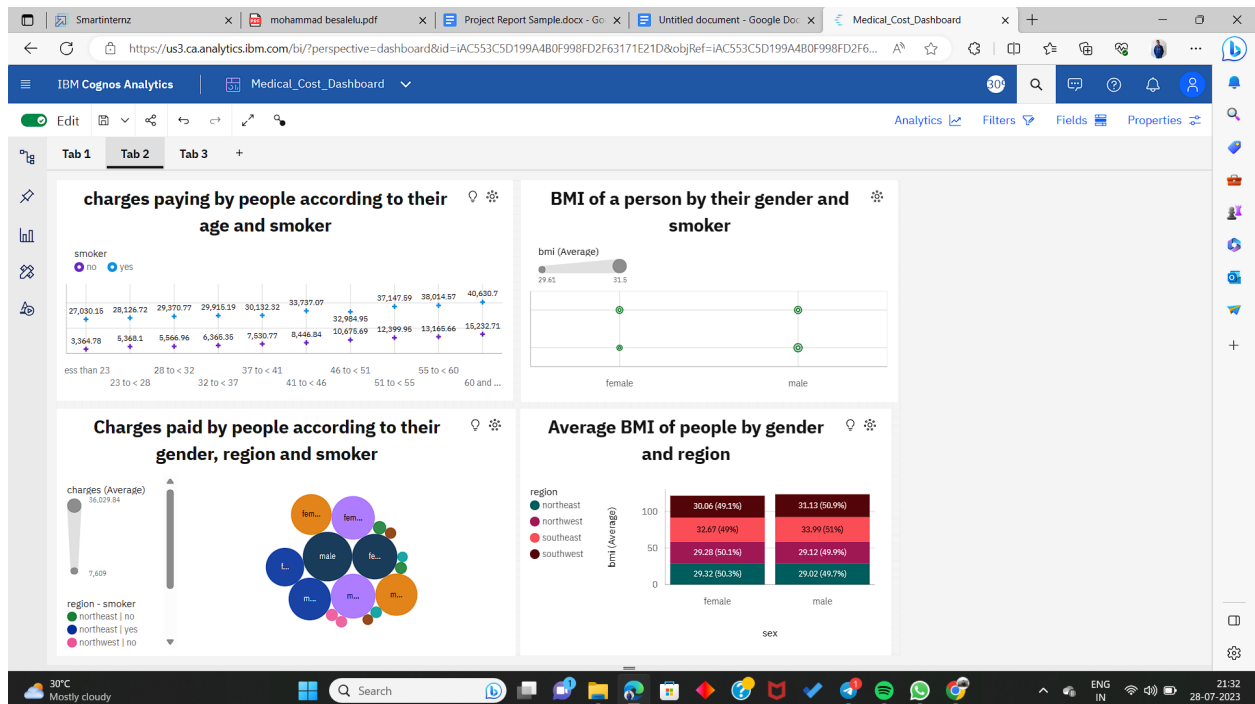 Smartinternz
mohammad besalelu.pdf
Project Report Sample.docx - Go
Untitled document - Google Doc
Medical_Cost_Dashboard
https://us3.ca.analytics.ibm.com/bi/?perspective=dashboard&id=iAC553C5D199A4B0F998FD2F63171E21D&objRef=iAC553C5D199A4B0F998FD2F6...
IBM Cognos Analytics
Medical_Cost_Dashboard
Edit
Analytics
Filters
Fields
Properties
Tab 1
Tab 2
Tab 3
charges paying by people according to their
age and smoker
smoker
no
yes
27,030.15 28,126.72 29,370.77 29,915.19 30,132.32 33,737.07 32,984.95 37,147.59 38,014.57 40,630.7
3,364.78 5,368.1 5,566.96 6,365.35 7,530.77 8,446.84 10,675.69 12,399.95 13,165.66 15,232.71
ess than 23 28 to < 32 37 to < 41 46 to < 51 55 to < 60
23 to < 28 32 to < 37 41 to < 46 51 to < 55 60 and ...
BMI of a person by their gender and
smoker
bmi (Average)
29.61 31.5
female male
Charges paid by people according to their
gender, region and smoker
charges (Average)
36,029.84
7,609
region - smoker
northeast | no
northeast | yes
northwest | no
fem...
fem...
male
fe...
f...
m...
m...
m...
Average BMI of people by gender
and region
region
northeast
northwest
southeast
southwest
bmi (Average)
100
50
0
30.06 (49.1%) 31.13 (50.9%)
32.67 (49%) 33.99 (51%)
29.28 (50.1%) 29.12 (49.9%)
29.32 (50.3%) 29.02 (49.7%)
female male
sex
30°C
Mostly cloudy
Search
ENG
IN
21:32
28-07-2023